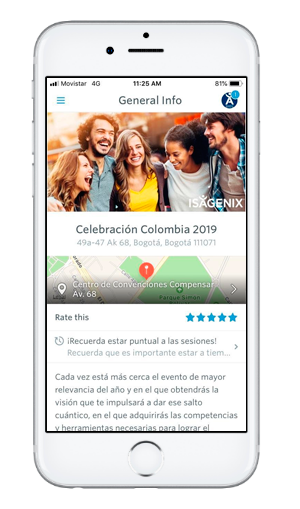 Movistar 4G 11:25 AM 81%
General Info
1
ISAGENIX
Celebración Colombia 2019
49a-47 Ak 68, Bogotá, Bogotá 111071
Centro de Convenciones Compensar
Av. 68
Parque Simón
Rate this
¡Recuerda estar puntual a las sesiones!
Recuerda que es importante estar a tiem...
Cada vez está más cerca el evento de mayor
relevancia del año y en el que obtendrás la
visión que te impulsará a dar ese salto
cuántico, en el que adquirirás las competencias
y herramientas necesarias para lograr el